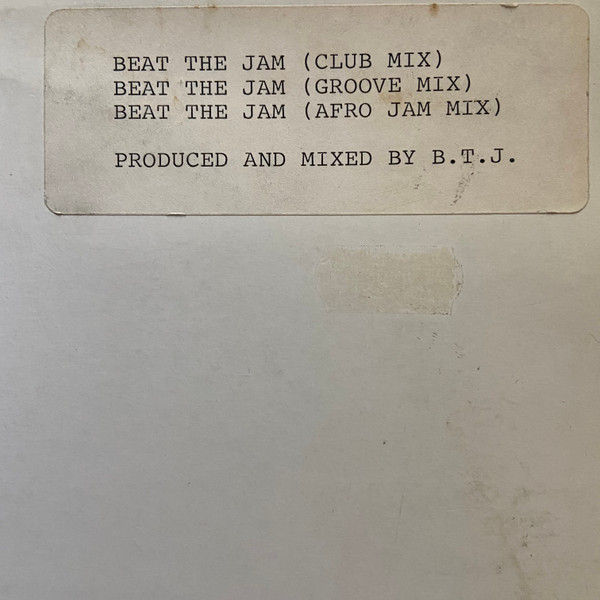 BEAT THE JAM (CLUB MIX)
BEAT THE JAM (GROOVE MIX)
BEAT THE JAM (AFRO JAM MIX)
PRODUCED AND MIXED BY B.T.J.